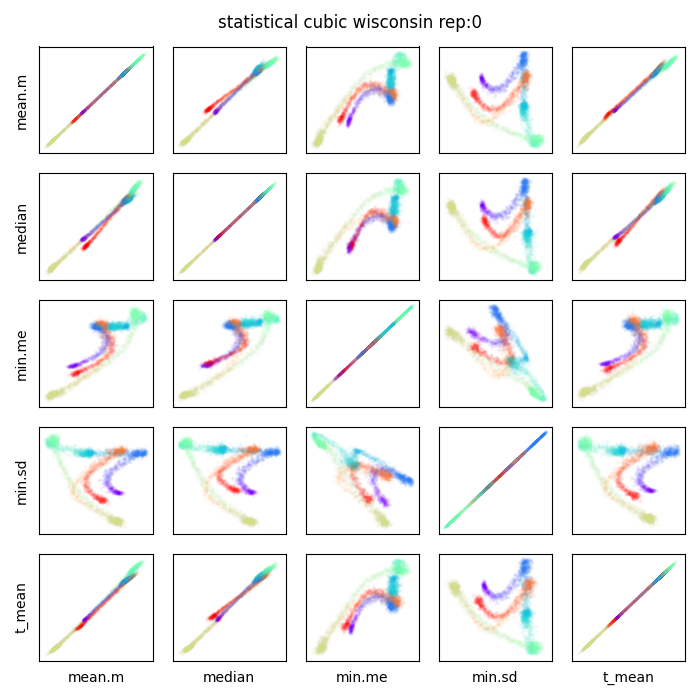 statistical cubic wisconsin rep:0
mean.m
median
min.me
min.sd
t_mean
mean.m
median
min.me
min.sd
t_mean